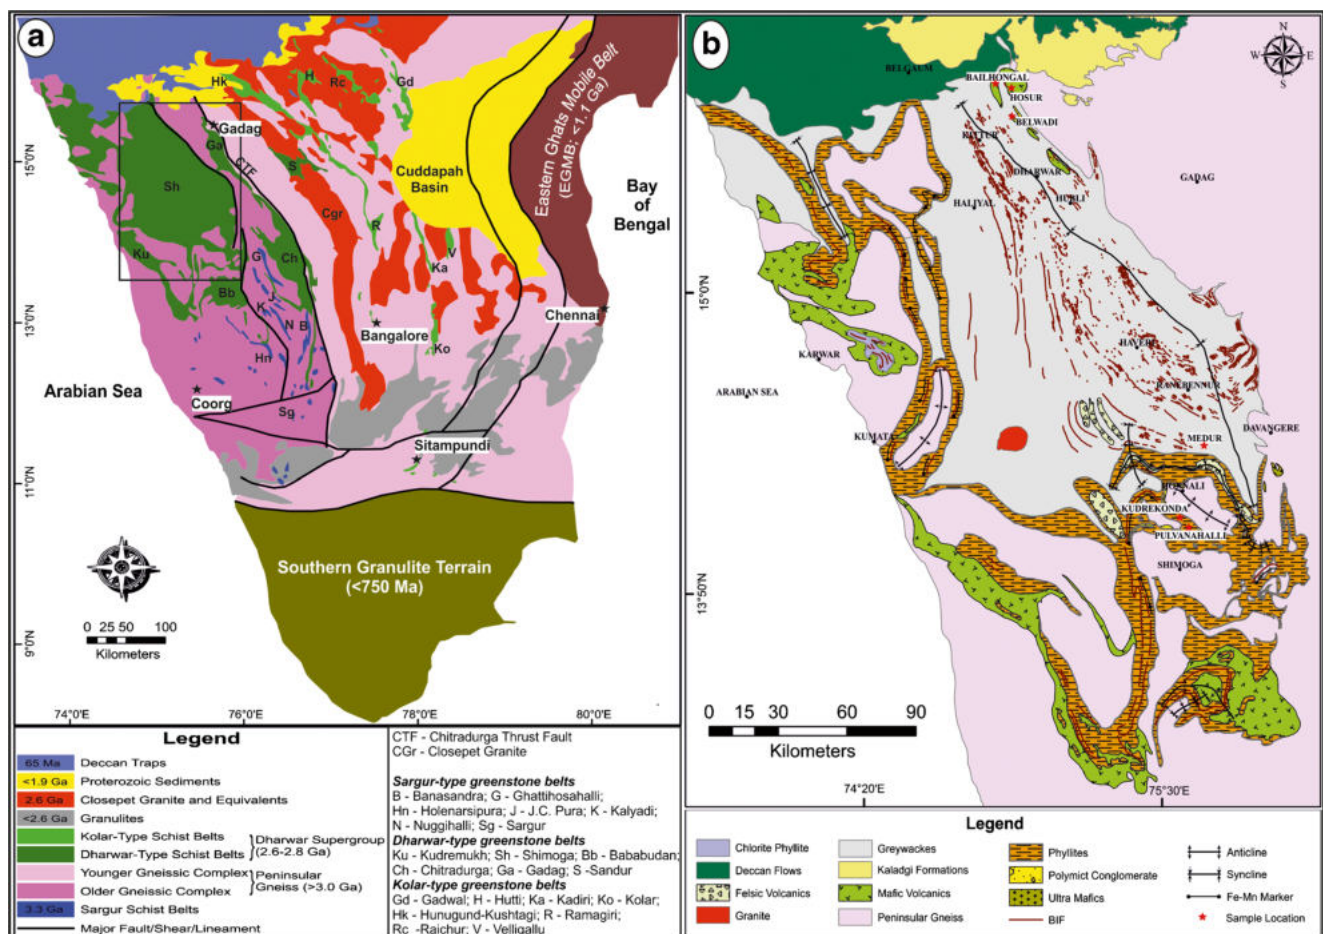 a
Hk
H
Rc
Gd
Gadag
Ga
CTF
S
Sh
Cuddapah
Basin
Eastern Ghats Mobile Belt
(EGMB; <1.1 Ga)
Bay
of
Bengal
Cgr
R
V
Ka
Ku
G
Ch
Bb
J
K
N
B
Hn
Bangalore
Ko
Chennai
Arabian Sea
Coorg
Sg
Sitampundi
Southern Granulite Terrain
(<750 Ma)
0 25 50 100
Kilometers
15°0'N
13°0'N
11°0'N
9°0'N
74°0'E
76°0'E
78°0'E
80°0'E
Legend
65 Ma Deccan Traps
<1.9 Ga Proterozoic Sediments
2.6 Ga Closepet Granite and Equivalents
<2.6 Ga Granulites
Kolar-Type Schist Belts
Dharwar-Type Schist Belts
Dharwar Supergroup
(2.6-2.8 Ga)
Younger Gneissic Complex
Older Gneissic Complex
Peninsular
Gneiss (>3.0 Ga)
3.3 Ga Sargur Schist Belts
Major Fault/Shear/Lineament
CTF - Chitradurga Thrust Fault
CGr - Closepet Granite
Sargur-type greenstone belts
B - Banasandra; G - Ghattihosahalli;
Hn - Holenarsipura; J - J.C. Pura; K - Kalyadi;
N - Nuggihalli; Sg - Sargur
Dharwar-type greenstone belts
Ku - Kudremukh; Sh - Shimoga; Bb - Bababudan;
Ch - Chitradurga; Ga - Gadag; S -Sandur
Kolar-type greenstone belts
Gd - Gadwal; H - Hutti; Ka - Kadiri; Ko - Kolar;
Hk - Hunugund-Kushtagi; R - Ramagiri;
Rc -Raichur; V - Velligallu
b
N
W E
S
BELGAUM
BAILHONGAL
HOSUR
BELWADI
KITTUR
DHARWAR
GADAG
HALIYAL
HUBLI
KARWAR
HAVERI
ARABIAN SEA
RANEBENNUR
KUMATA
MEDUR
DAVANGERE
HONNALI
KUDREKONDA
PULVANAHALLI
SHIMOGA
0 15 30 60 90
Kilometers
15°0'N
13°50'N
74°20'E
75°30'E
Legend
Chlorite Phyllite
Deccan Flows
Felsic Volcanics
Granite
Greywackes
Kaladgi Formations
Mafic Volcanics
Peninsular Gneiss
Phyllites
Polymict Conglomerate
Ultra Mafics
BIF
Anticline
Syncline
Fe-Mn Marker
Sample Location